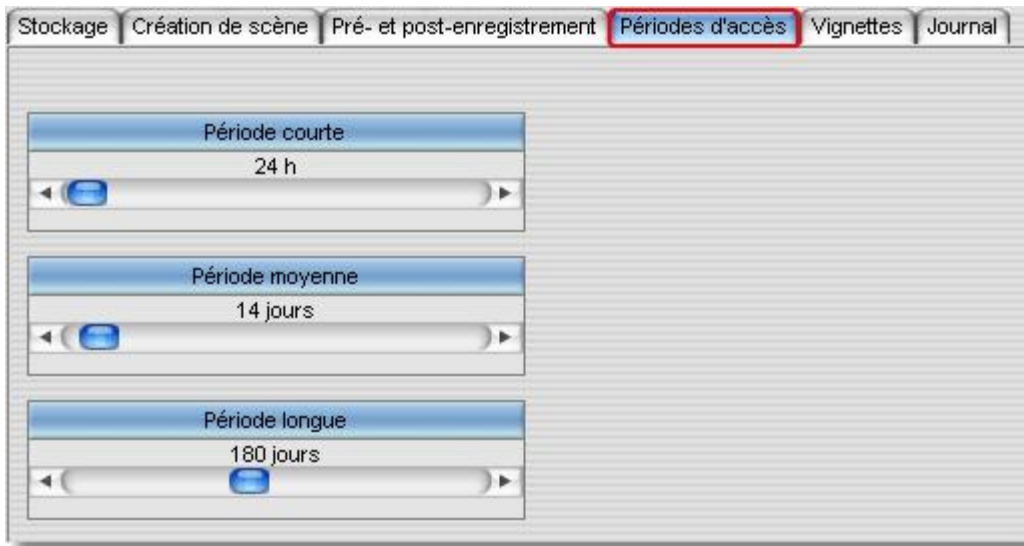 Stockage Création de scène Pré- et post-enregistrement Périodes d'accès Vignettes Journal
Période courte
24 h
Période moyenne
14 jours
Période longue
180 jours